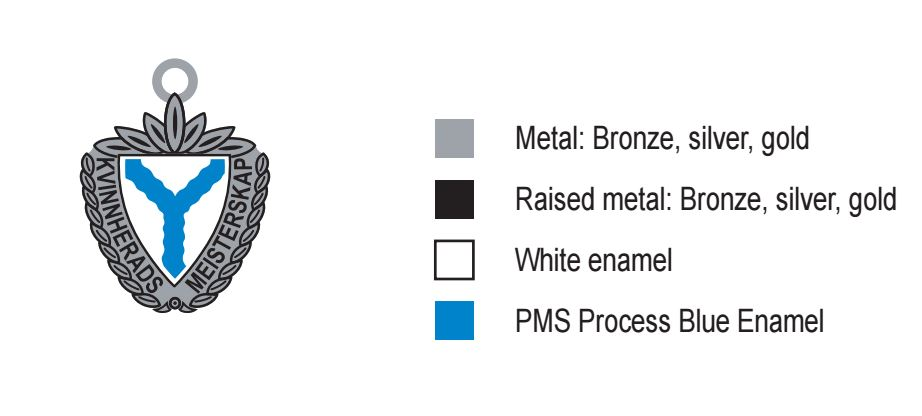 KVINNHERADS
MEISTERSKAP
Metal: Bronze, silver, gold
Raised metal: Bronze, silver, gold
White enamel
PMS Process Blue Enamel